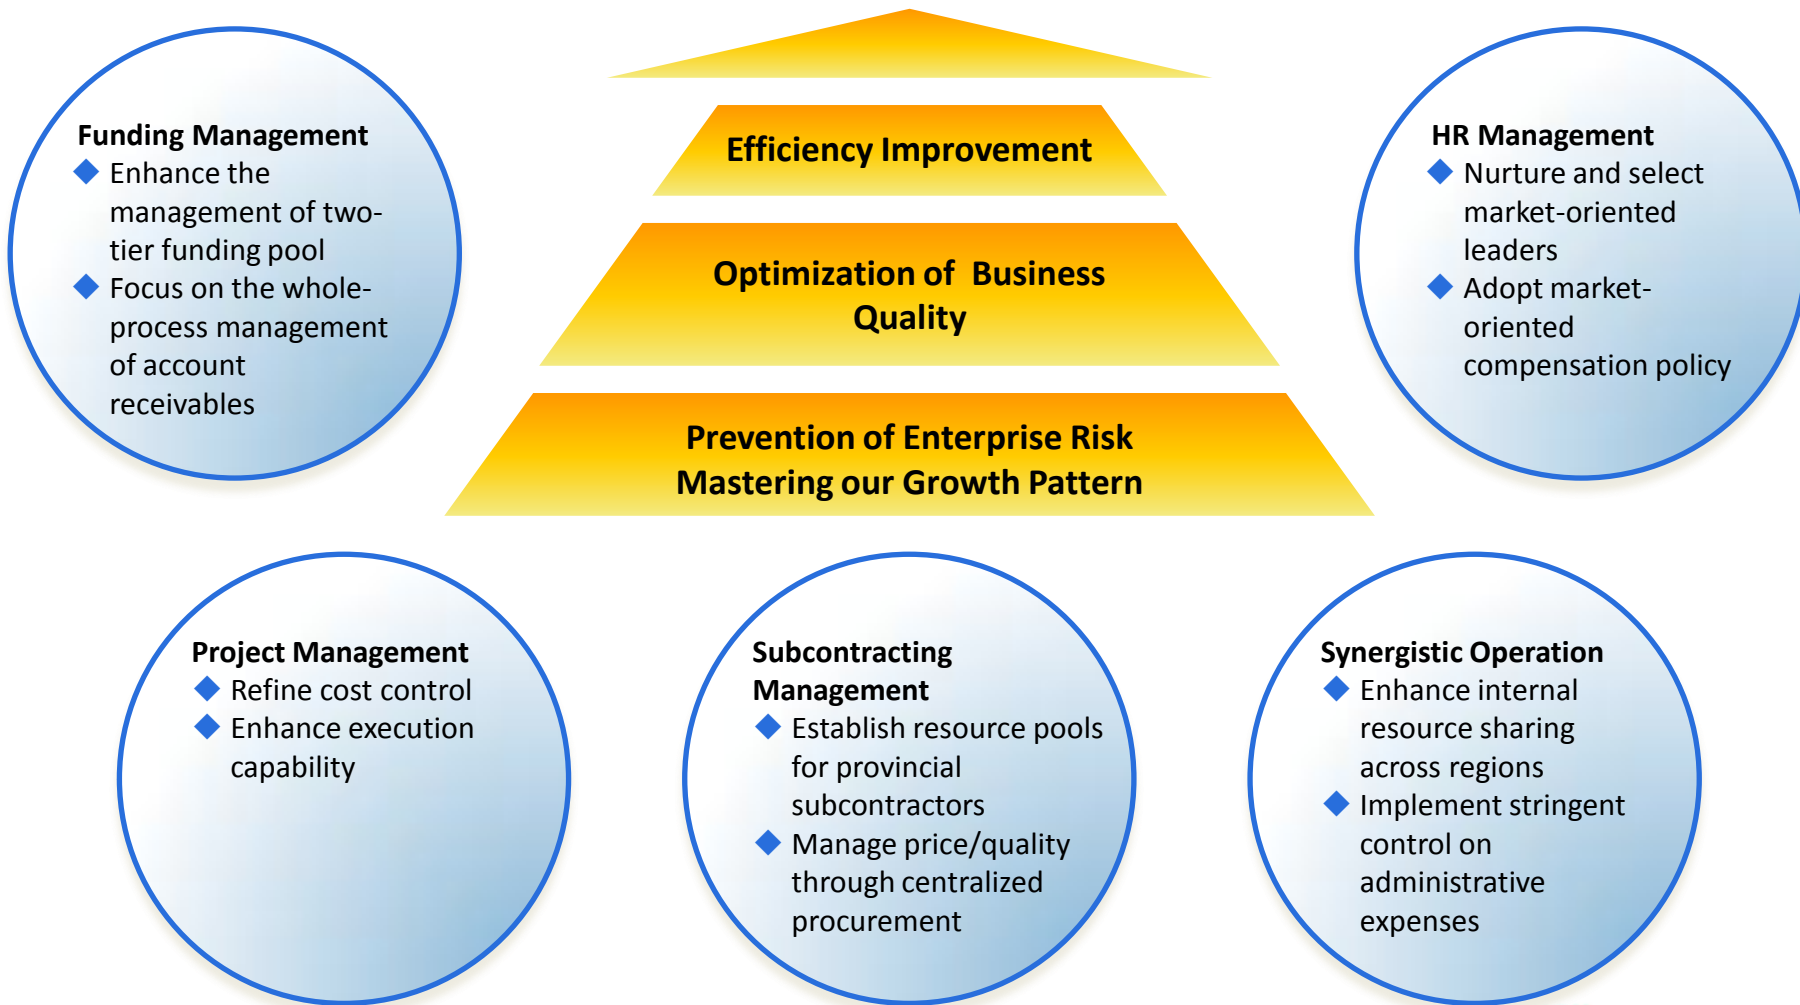 Funding Management
Enhance the
management of two-
tier funding pool
Focus on the whole-
process management
of account
receivables
Efficiency Improvement
Optimization of  Business
Quality
Prevention of Enterprise Risk
Mastering our Growth Pattern
HR Management
Nurture and select
market-oriented
leaders
Adopt market-
oriented
compensation policy
Project Management
Refine cost control
Enhance execution
capability
Subcontracting
Management
Establish resource pools
for provincial
subcontractors
Manage price/quality
through centralized
procurement
Synergistic Operation
Enhance internal
resource sharing
across regions
Implement stringent
control on
administrative
expenses